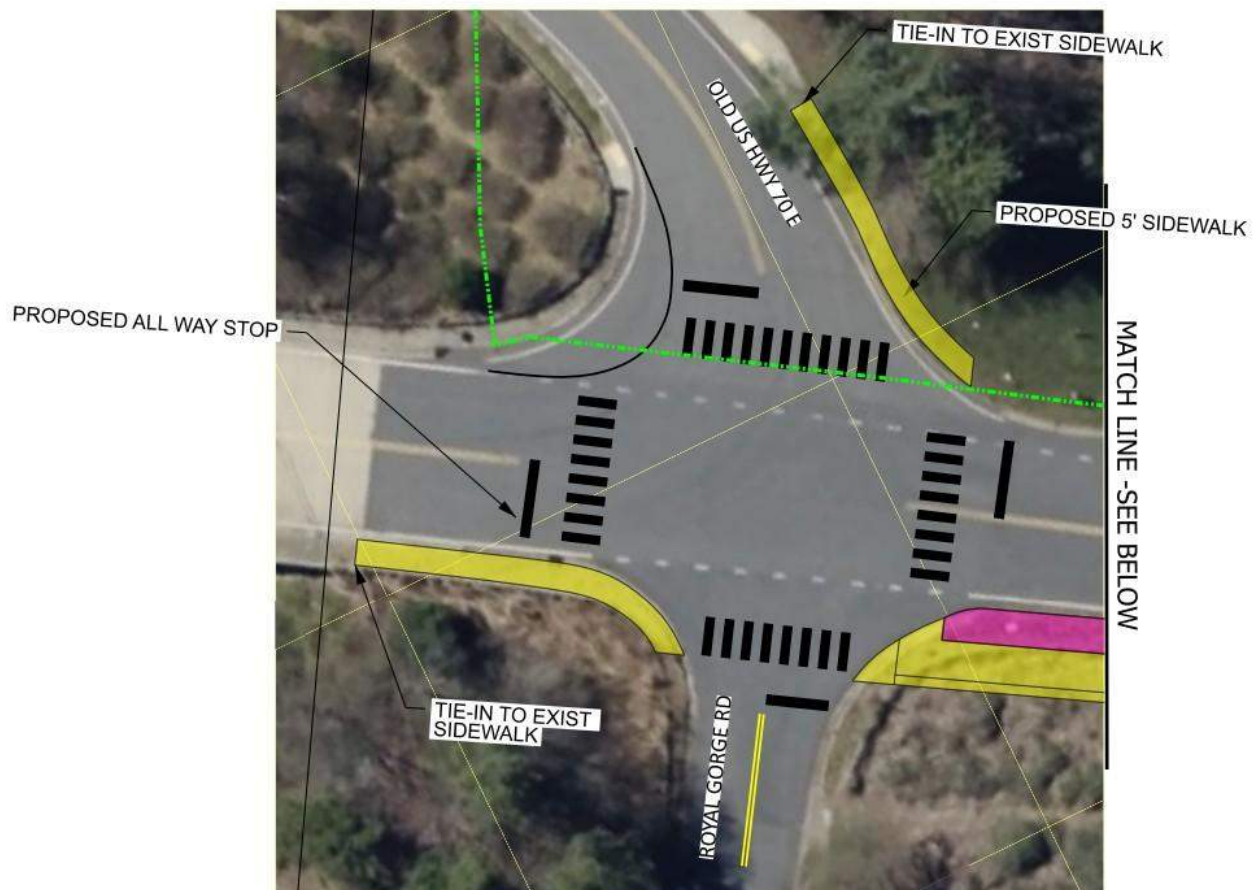 TIE-IN TO EXIST SIDEWALK
OLD US HWY 70 E
PROPOSED 5' SIDEWALK
PROPOSED ALL WAY STOP
MATCH LINE -SEE BELOW
TIE-IN TO EXIST
SIDEWALK
ROYAL GORGE RD